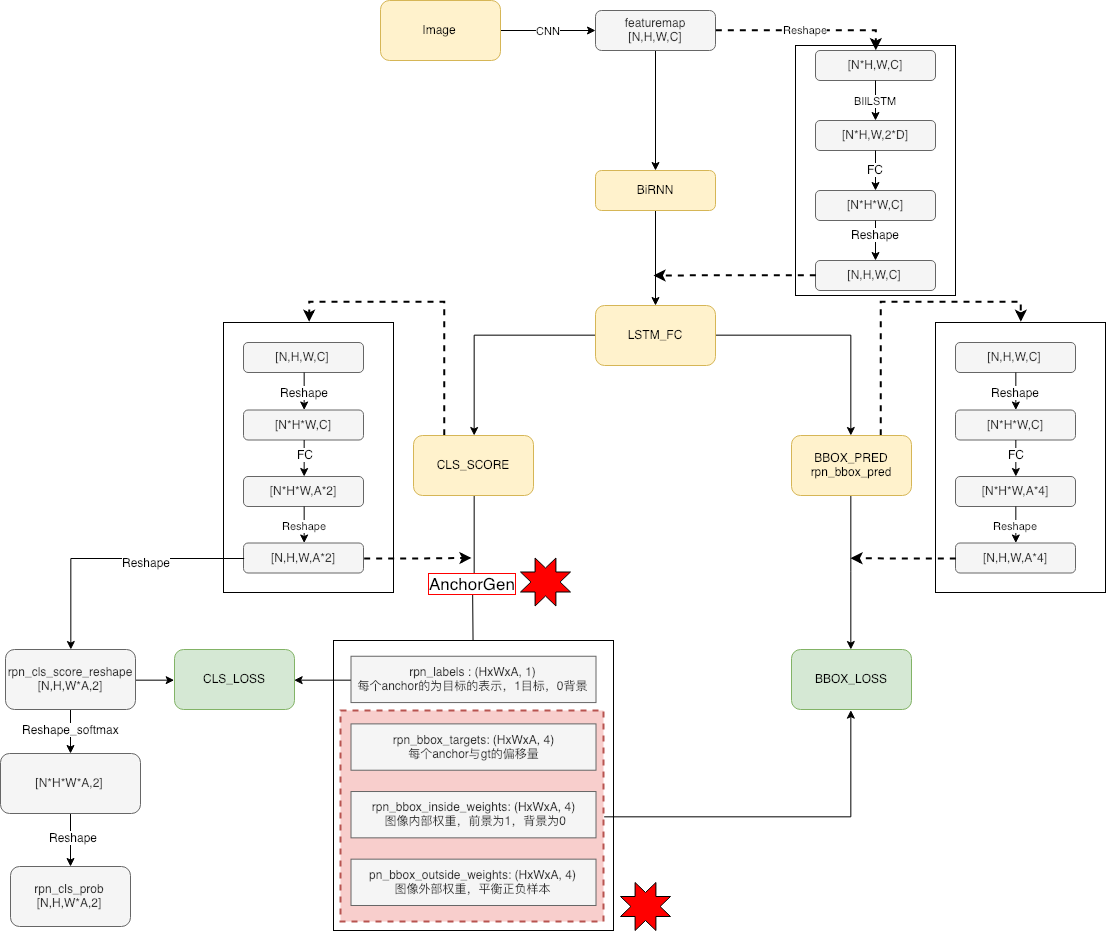 Image
CNN
featuremap
[N,H,W,C]
Reshape
[N*H,W,C]
BIILSTM
[N*H,W,2*D]
FC
[N*H*W,C]
Reshape
[N,H,W,C]
BiRNN
LSTM_FC
[N,H,W,C]
Reshape
[N*H*W,C]
FC
[N*H*W,A*2]
Reshape
[N,H,W,A*2]
CLS_SCORE
BBOX_PRED
rpn_bbox_pred
[N,H,W,C]
Reshape
[N*H*W,C]
FC
[N*H*W,A*4]
Reshape
[N,H,W,A*4]
Reshape
AnchorGen
rpn_cls_score_reshape
[N,H,W*A,2]
CLS_LOSS
rpn_labels : (HxWxA, 1)
每个anchor的为目标的表示，1目标，0背景
BBOX_LOSS
Reshape_softmax
rpn_bbox_targets: (HxWxA, 4)
每个anchor与gt的偏移量
[N*H*W*A,2]
rpn_bbox_inside_weights: (HxWxA, 4)
图像内部权重，前景为1，背景为0
Reshape
pn_bbox_outside_weights: (HxWxA, 4)
图像外部权重，平衡正负样本
rpn_cls_prob
[N,H,W*A,2]